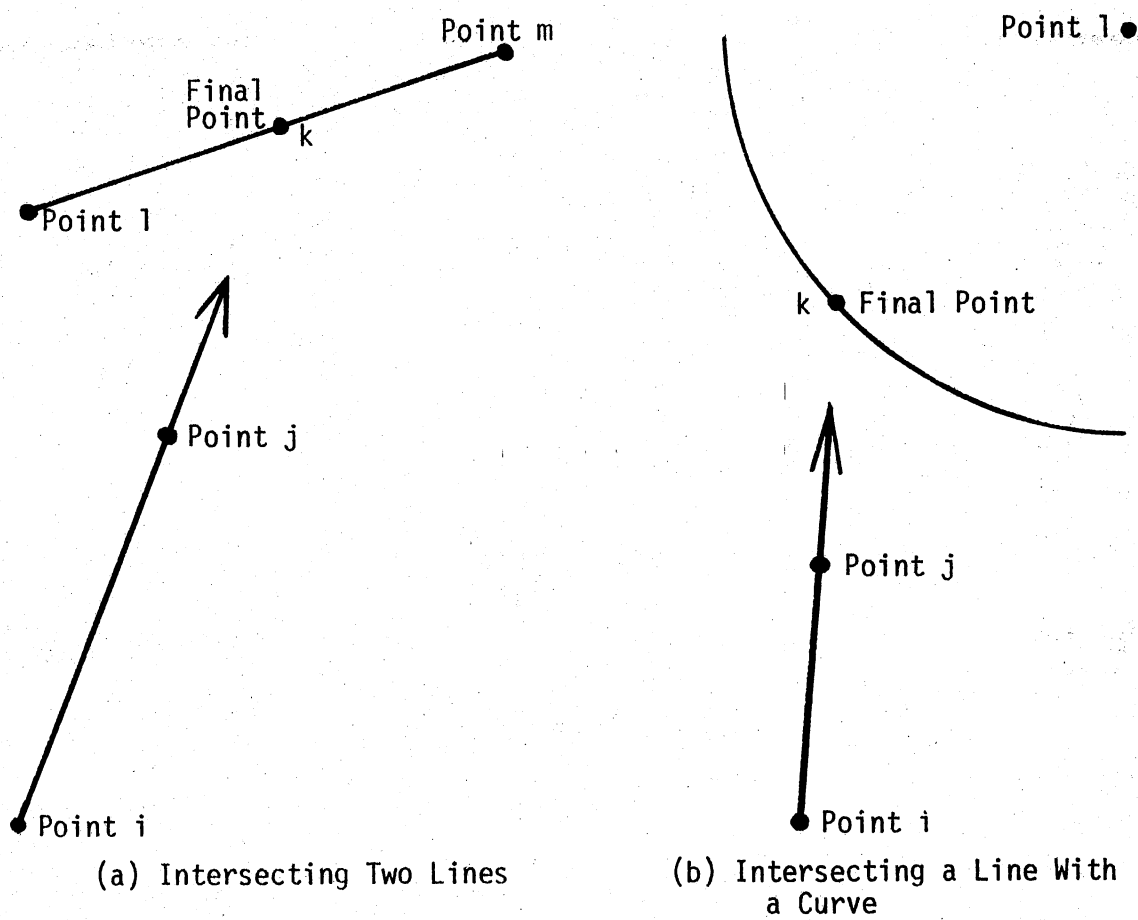 Point m
Final
Point
k
Point l
Point j
Point i
(a) Intersecting Two Lines
Point l
k Final Point
Point j
Point i
(b) Intersecting a Line With
a Curve